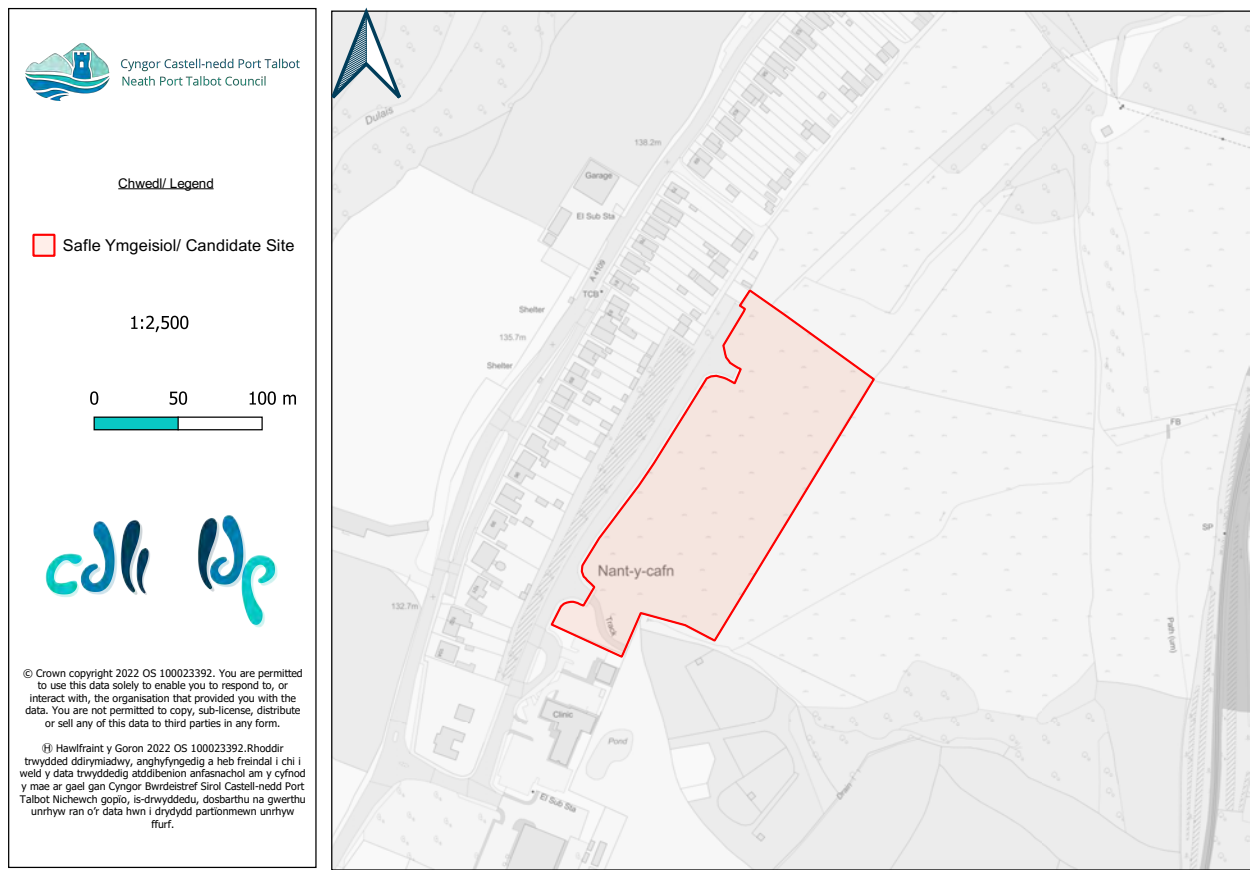 Cyngor Castell-nedd Port Talbot
Neath Port Talbot Council
Chwedl/ Legend
Safle Ymgeisiol/ Candidate Site
1:2,500
0 50 100 m
cdll ldp
© Crown copyright 2022 OS 100023392. You are permitted
to use this data solely to enable you to respond to, or
interact with, the organisation that provided you with the
data. You are not permitted to copy, sub-license, distribute
or sell any of this data to third parties in any form.
Ⓗ Hawlfraint y Goron 2022 OS 100023392.Rhoddir
trwydded ddirymiadwy, anghyfyngedig a heb freindal i chi i
weld y data trwyddedig atddibenion anfasnachol am y cyfnod
y mae ar gael gan Cyngor Bwrdeistref Sirol Castell-nedd Port
Talbot Nichewch gopïo, is-drwyddedu, dosbarthu na gwerthu
unrhyw ran o'r data hwn i drydydd partïonmewn unrhyw
ffurf.
Dulais
138.2m
Garage
El Sub Sta
A 4109
TCB
Shelter
135.7m
Shelter
FB
SP
Nant-y-cafn
132.7m
Track
Path (um)
Clinic
Pond
Drain
El Sub Sta